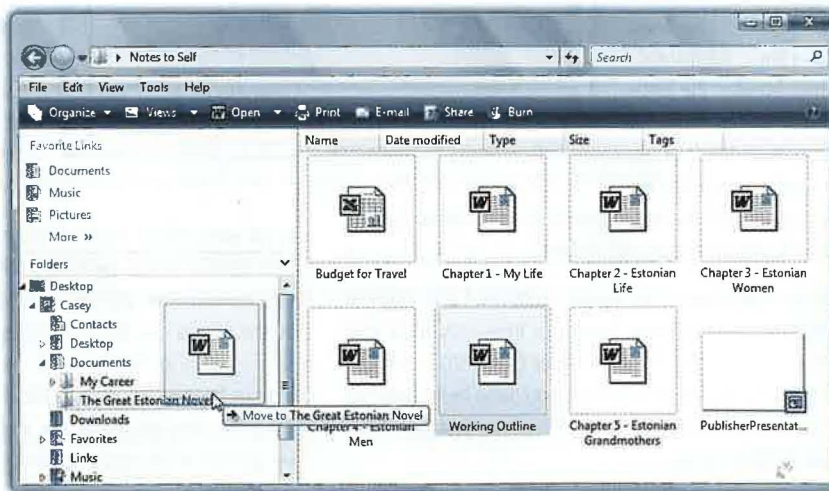 Notes to Self
Search
File Edit View Tools Help
Organize Views Open Print E-mail Share Burn
Favorite Links
Documents
Music
Pictures
More »
Folders
Desktop
Casey
Contacts
Desktop
Documents
My Career
The Great Estonian Novel
Downloads
Favorites
Links
Music
Name Date modified Type Size Tags
Budget for Travel
Chapter 1 - My Life
Chapter 2 - Estonian
Life
Chapter 3 - Estonian
Women
Move to The Great Estonian Novel
Chapter 4 - Estonian
Men
Working Outline
Chapter 5 - Estonian
Grandmothers
PublisherPresentat...